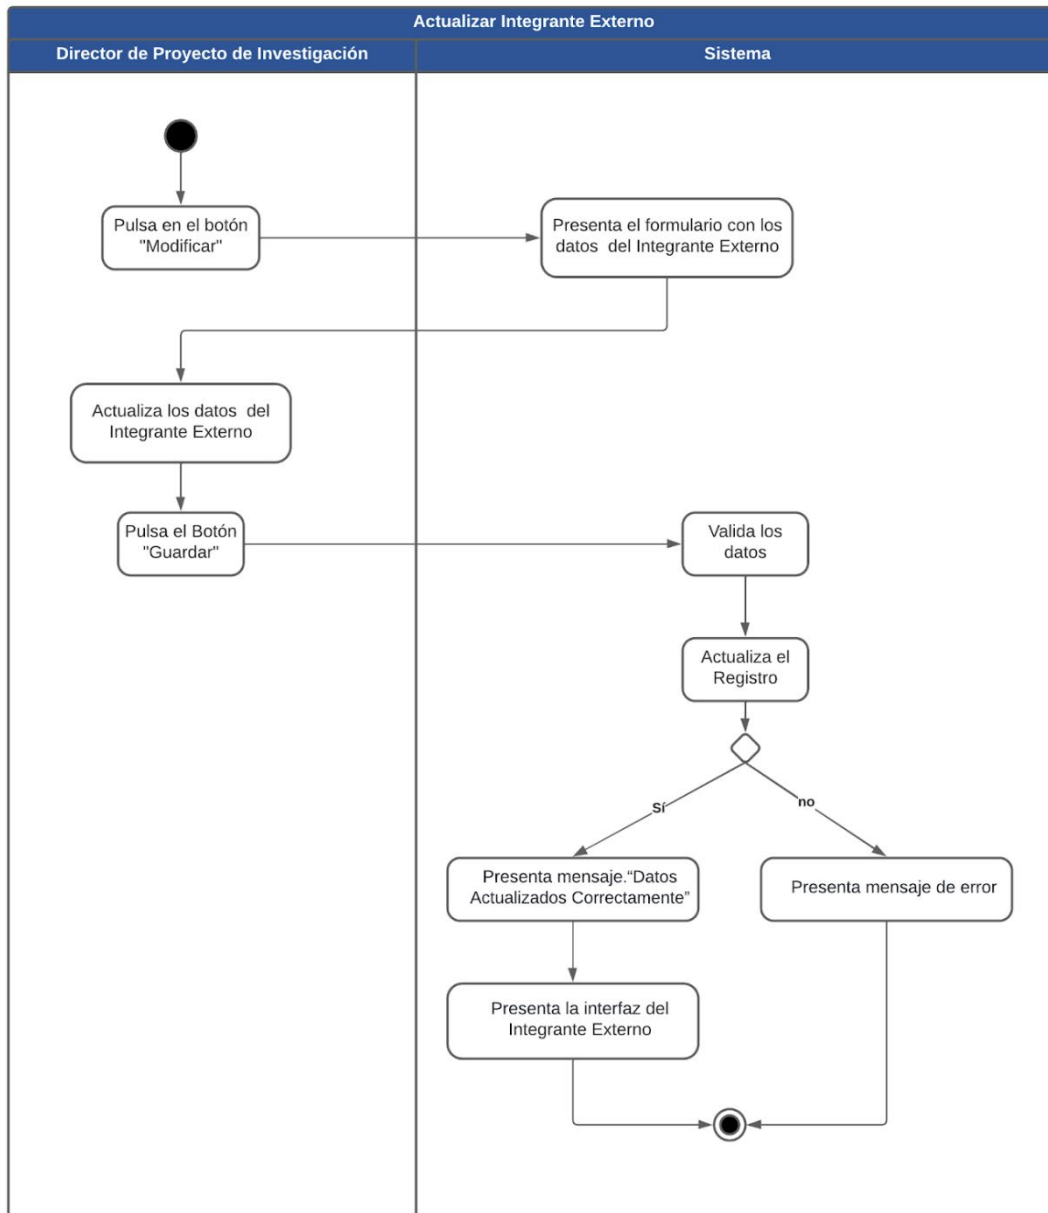 Actualizar Integrante Externo
Director de Proyecto de Investigación
Sistema
Pulsa en el botón
"Modificar"
Presenta el formulario con los
datos  del Integrante Externo
Actualiza los datos  del
Integrante Externo
Pulsa el Botón
"Guardar"
Valida los
datos
Actualiza el
Registro
Sí
no
Presenta mensaje.“Datos
Actualizados Correctamente”
Presenta mensaje de error
Presenta la interfaz del
Integrante Externo